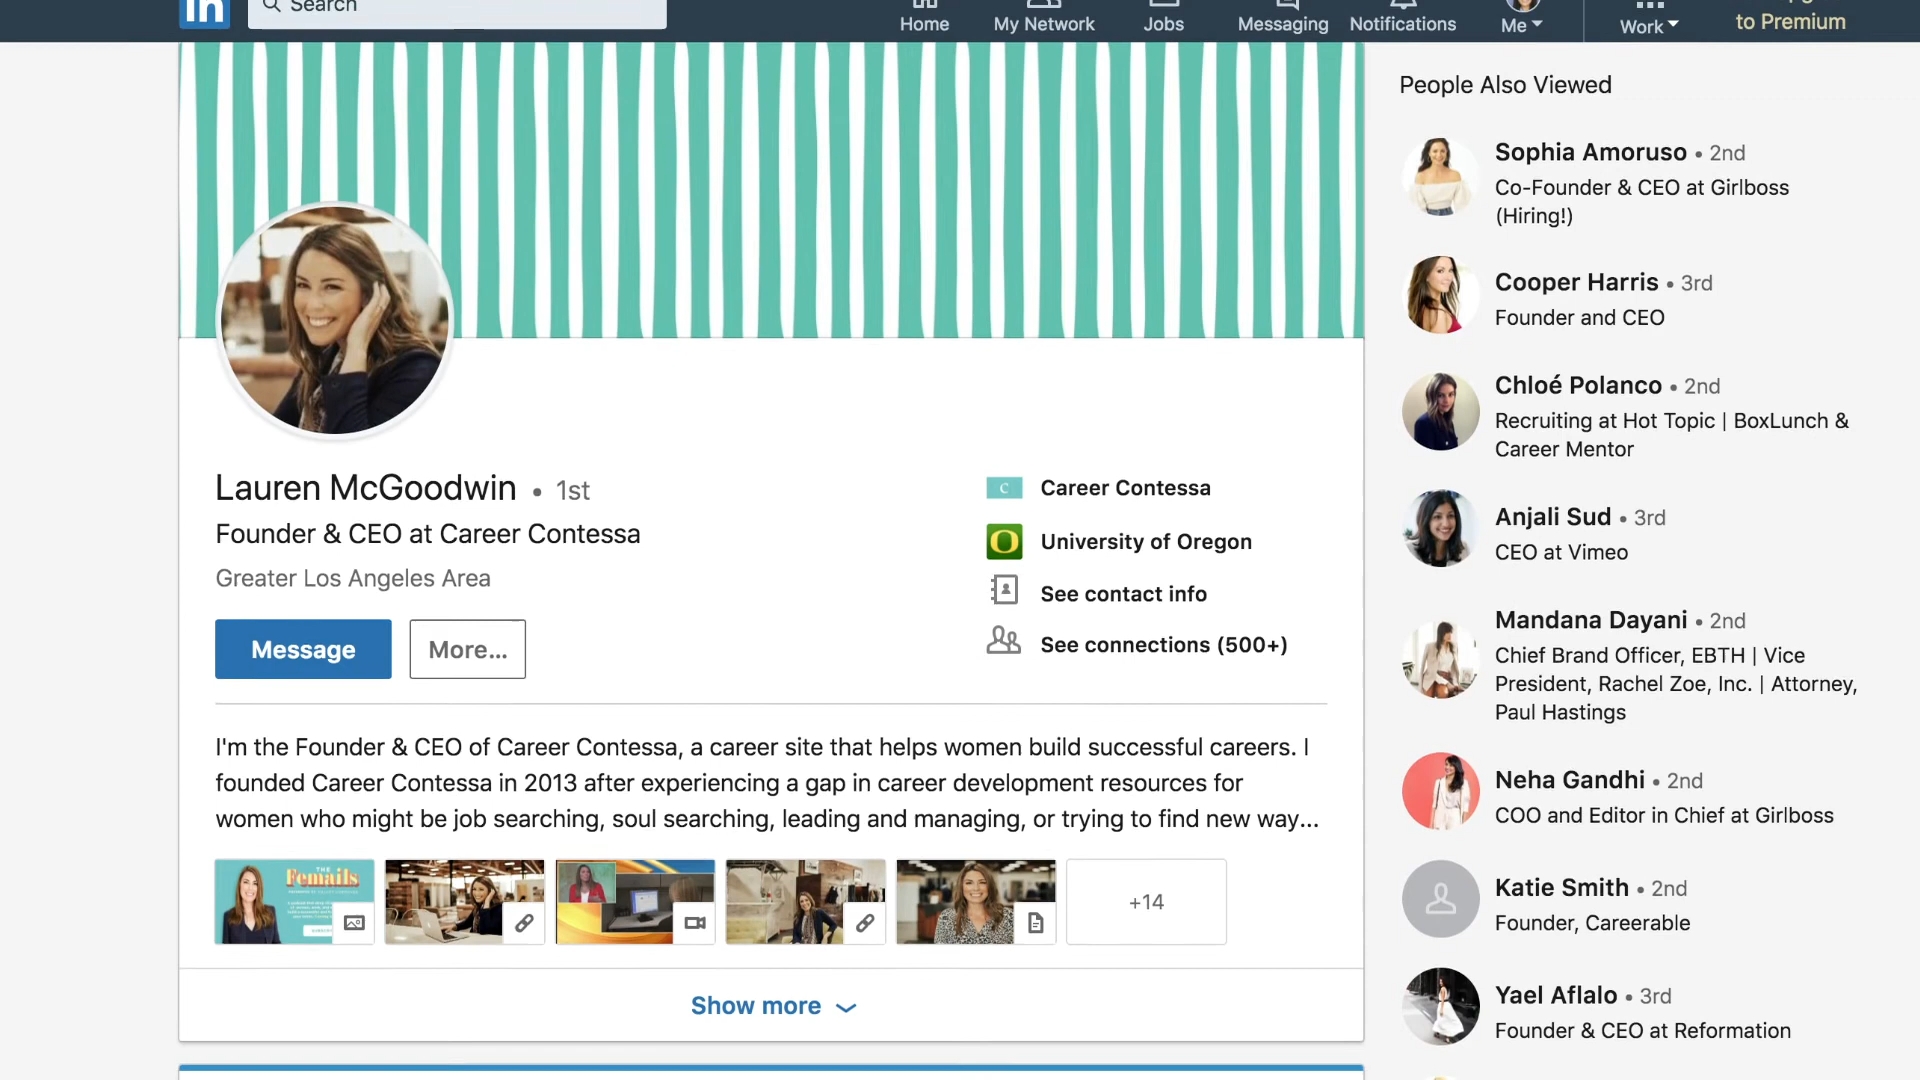 in
Search
Home
My Network
Jobs
Messaging
Notifications
Me
Work
to Premium
People Also Viewed
Sophia Amoruso • 2nd
Co-Founder & CEO at Girlboss
(Hiring!)
Cooper Harris • 3rd
Founder and CEO
Chloé Polanco • 2nd
Recruiting at Hot Topic | BoxLunch &
Career Mentor
Anjali Sud • 3rd
CEO at Vimeo
Mandana Dayani • 2nd
Chief Brand Officer, EBTH | Vice
President, Rachel Zoe, Inc. | Attorney,
Paul Hastings
Neha Gandhi • 2nd
COO and Editor in Chief at Girlboss
Katie Smith • 2nd
Founder, Careerable
Yael Aflalo • 3rd
Founder & CEO at Reformation
Lauren McGoodwin • 1st
Founder & CEO at Career Contessa
Greater Los Angeles Area
Message
More...
C
Career Contessa
O
University of Oregon
See contact info
See connections (500+)
I'm the Founder & CEO of Career Contessa, a career site that helps women build successful careers. I
founded Career Contessa in 2013 after experiencing a gap in career development resources for
women who might be job searching, soul searching, leading and managing, or trying to find new way...
THE
Femails
+14
Show more